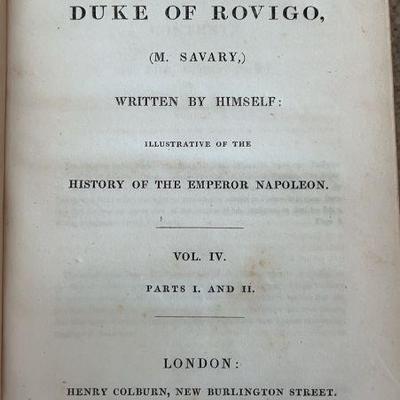 DUKE OF ROVIGO,
(M. SAVARY,)
WRITTEN BY HIMSELF:
ILLUSTRATIVE OF THE
HISTORY OF THE EMPEROR NAPOLEON.
VOL. IV.
PARTS I. AND II.
LONDON:
HENRY COLBURN, NEW BURLINGTON STREET.